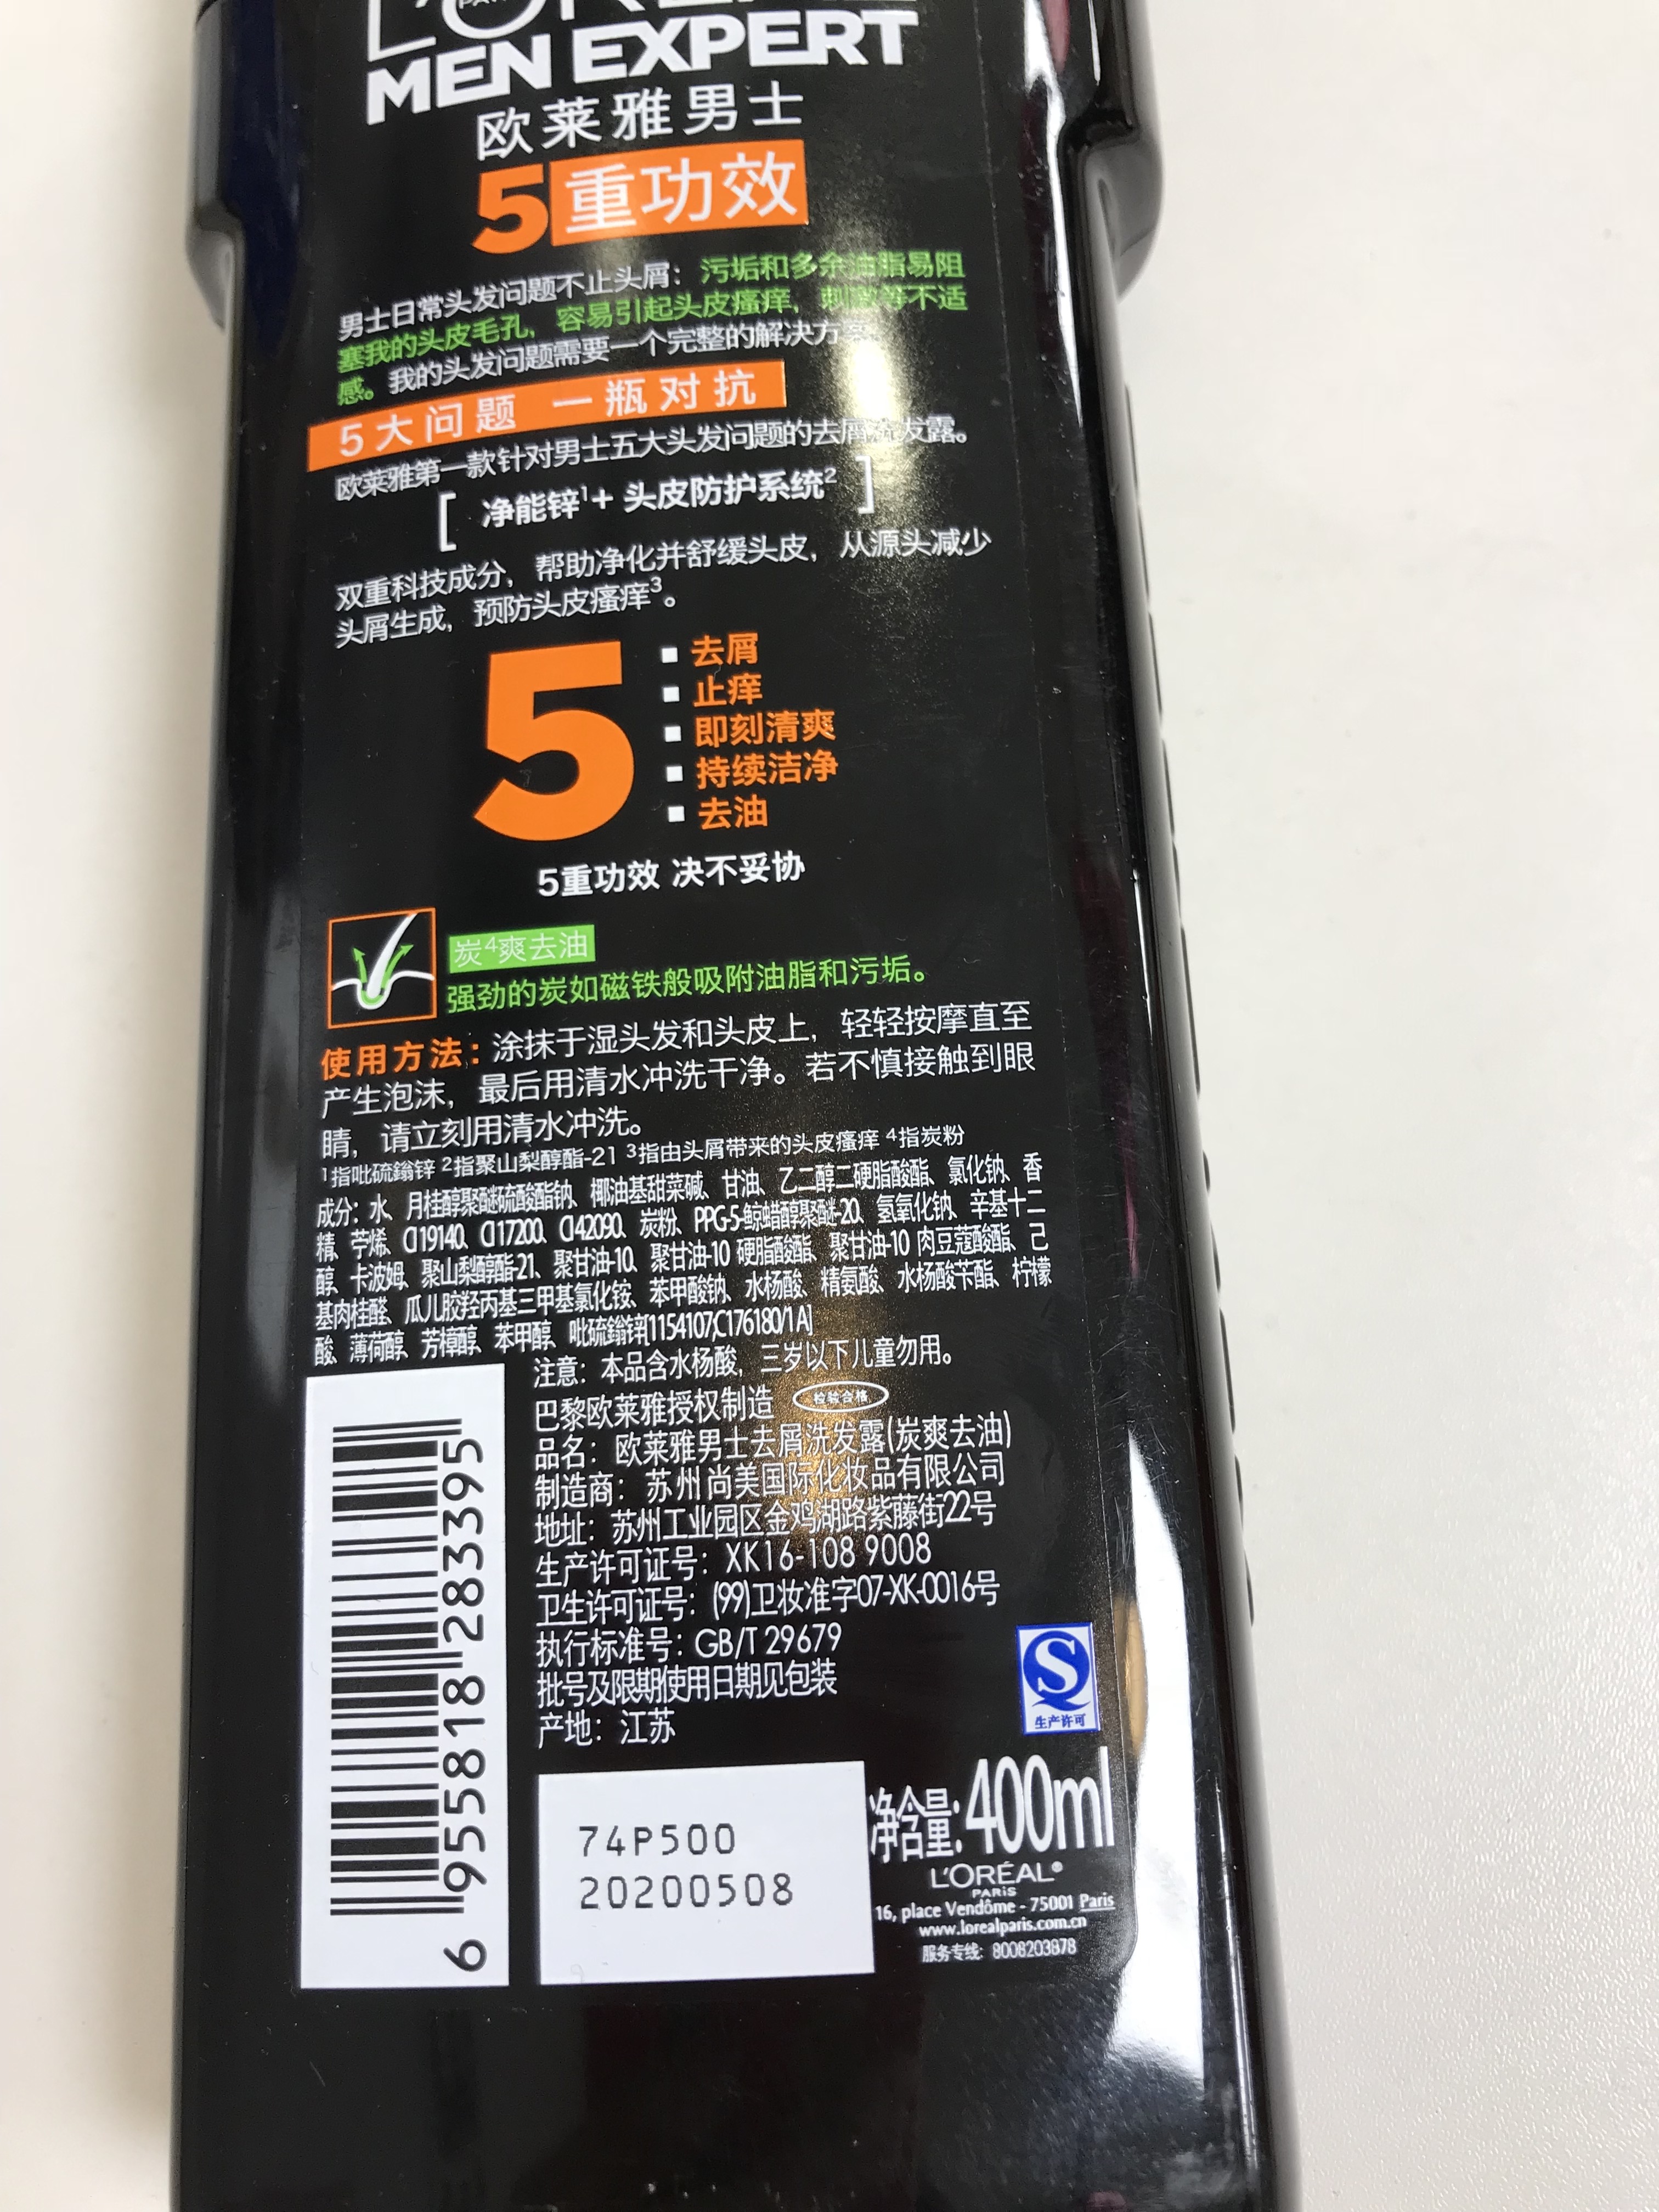 MEN EXPERT
欧莱雅男士
5重功效
男士日常头发问题不止头屑：污垢和多余油脂易阻
塞我的头皮毛孔，容易引起头皮瘙痒，刺激等不适
感。我的头发问题需要一个完整的解决方案。
5大问题 一瓶对抗
欧莱雅第一款针对男士五大头发问题的去屑洗发露。
[ 净能锌¹+ 头皮防护系统² ]
双重科技成分，帮助净化并舒缓头皮，从源头减少
头屑生成，预防头皮瘙痒³。
5
去屑
止痒
即刻清爽
持续洁净
去油
5重功效 决不妥协
炭⁴爽去油
强劲的炭如磁铁般吸附油脂和污垢。
使用方法：涂抹于湿头发和头皮上，轻轻按摩直至
产生泡沫，最后用清水冲洗干净。若不慎接触到眼
睛，请立刻用清水冲洗。
¹指吡硫鎓锌 ²指聚山梨醇酯-21 ³指由头屑带来的头皮瘙痒 ⁴指炭粉
成分：水、月桂醇聚醚硫酸酯钠、椰油基甜菜碱、甘油、乙二醇二硬脂酸酯、氯化钠、香
精、苧烯、CI 19140、CI 17200、CI 42090、炭粉、PPG-5-鲸蜡醇聚醚-20、氢氧化钠、辛基十二
醇、卡波姆、聚山梨醇酯-21、聚甘油-10、聚甘油-10 硬脂酸酯、聚甘油-10 肉豆蔻酸酯、己
基肉桂醛、瓜儿胶羟丙基三甲基氯化铵、苯甲酸钠、水杨酸、精氨酸、水杨酸苄酯、柠檬
酸、薄荷醇、芳樟醇、苯甲醇、吡硫鎓锌[1154107,C176180/1 A]
注意：本品含水杨酸，三岁以下儿童勿用。
巴黎欧莱雅授权制造 检验合格
品名：欧莱雅男士去屑洗发露(炭爽去油)
制造商：苏州尚美国际化妆品有限公司
地址：苏州工业园区金鸡湖路紫藤街22号
生产许可证号：XK16-108 9008
卫生许可证号：(99)卫妆准字07-XK-0016号
执行标准号：GB/T 29679
批号及限期使用日期见包装
产地：江苏
生产许可
6 955818 283395
74P500
20200508
净含量：400ml
L'ORÉAL®
PARIS
16, place Vendôme - 75001 Paris
www.lorealparis.com.cn
服务专线：8008203878